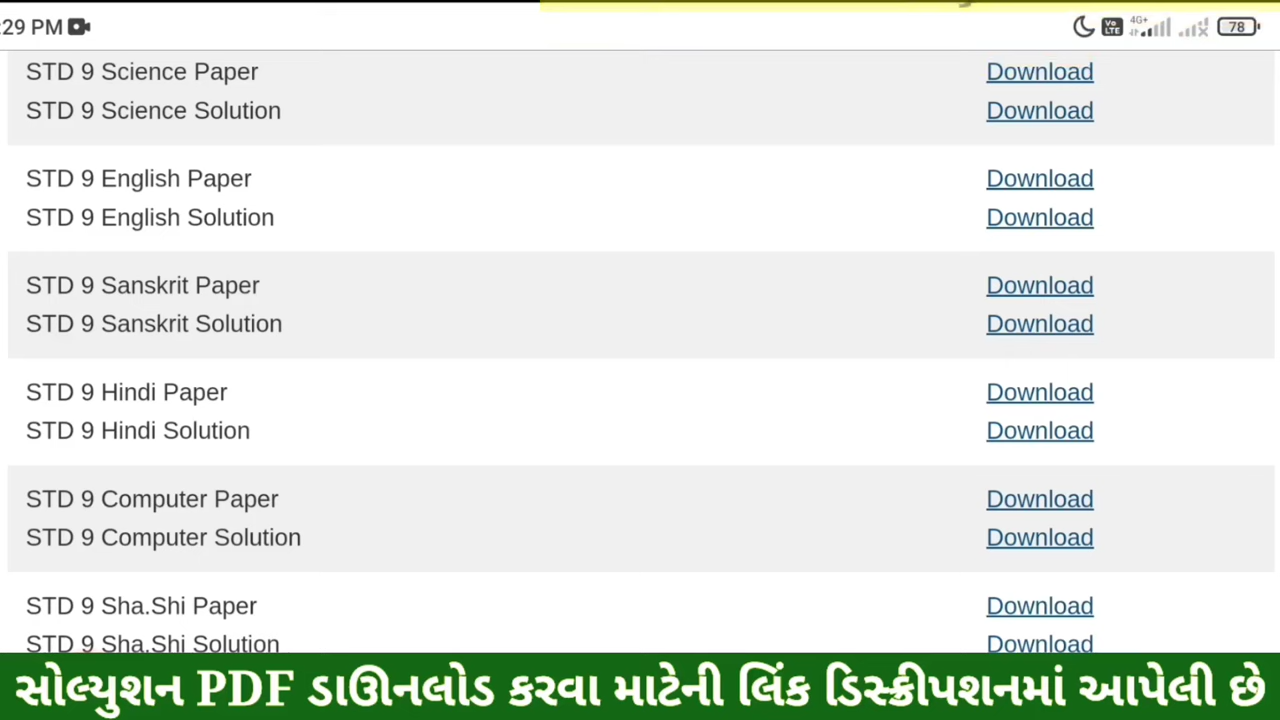 :29 PM
4G+
Vo LTE
78
STD 9 Science Paper Download
STD 9 Science Solution Download
STD 9 English Paper Download
STD 9 English Solution Download
STD 9 Sanskrit Paper Download
STD 9 Sanskrit Solution Download
STD 9 Hindi Paper Download
STD 9 Hindi Solution Download
STD 9 Computer Paper Download
STD 9 Computer Solution Download
STD 9 Sha.Shi Paper Download
STD 9 Sha.Shi Solution Download
સોલ્યુશન PDF ડાઊનલોડ કરવા માટેની લિંક ડિસ્ક્રીપશનમાં આપેલી છે